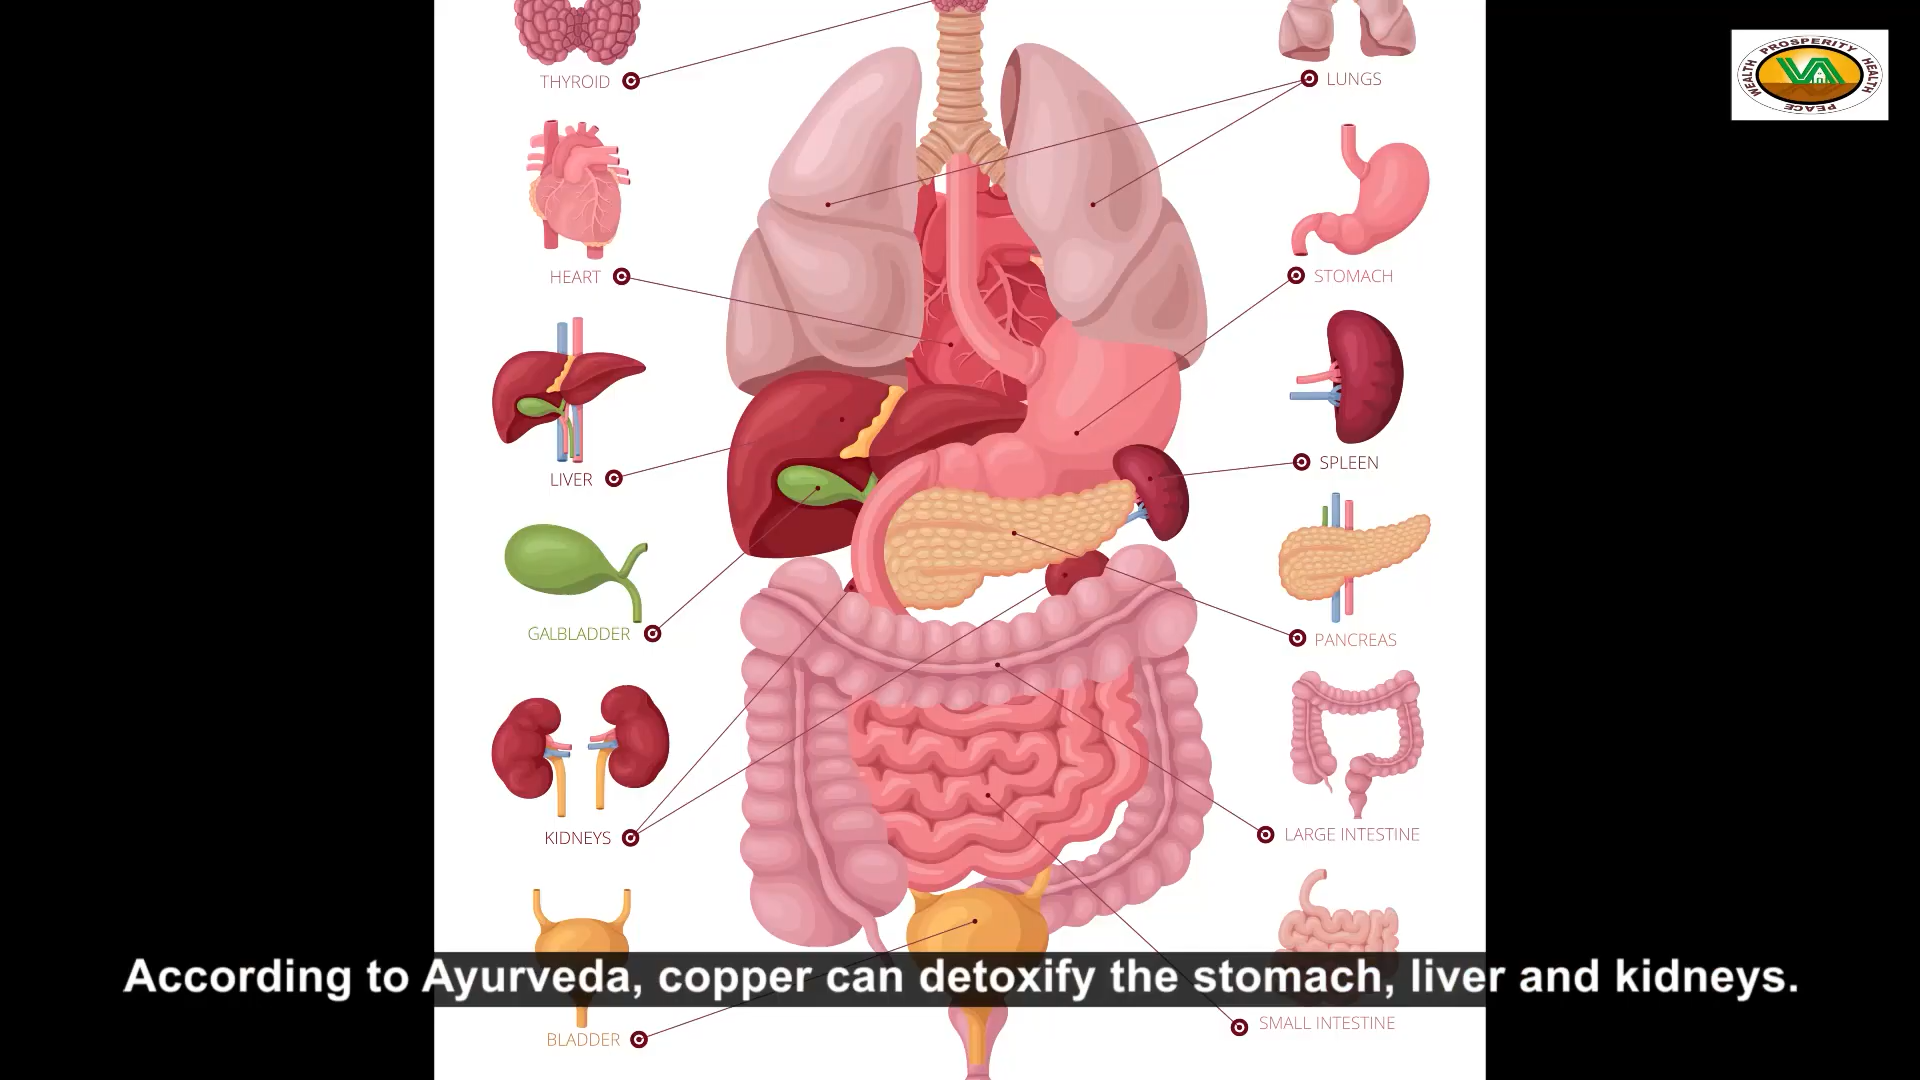 THYROID
LUNGS
HEART
STOMACH
LIVER
SPLEEN
GALBLADDER
PANCREAS
KIDNEYS
LARGE INTESTINE
BLADDER
SMALL INTESTINE
According to Ayurveda, copper can detoxify the stomach, liver and kidneys.
PROSPERITY
WEALTH
HEALTH
PEACE
VA